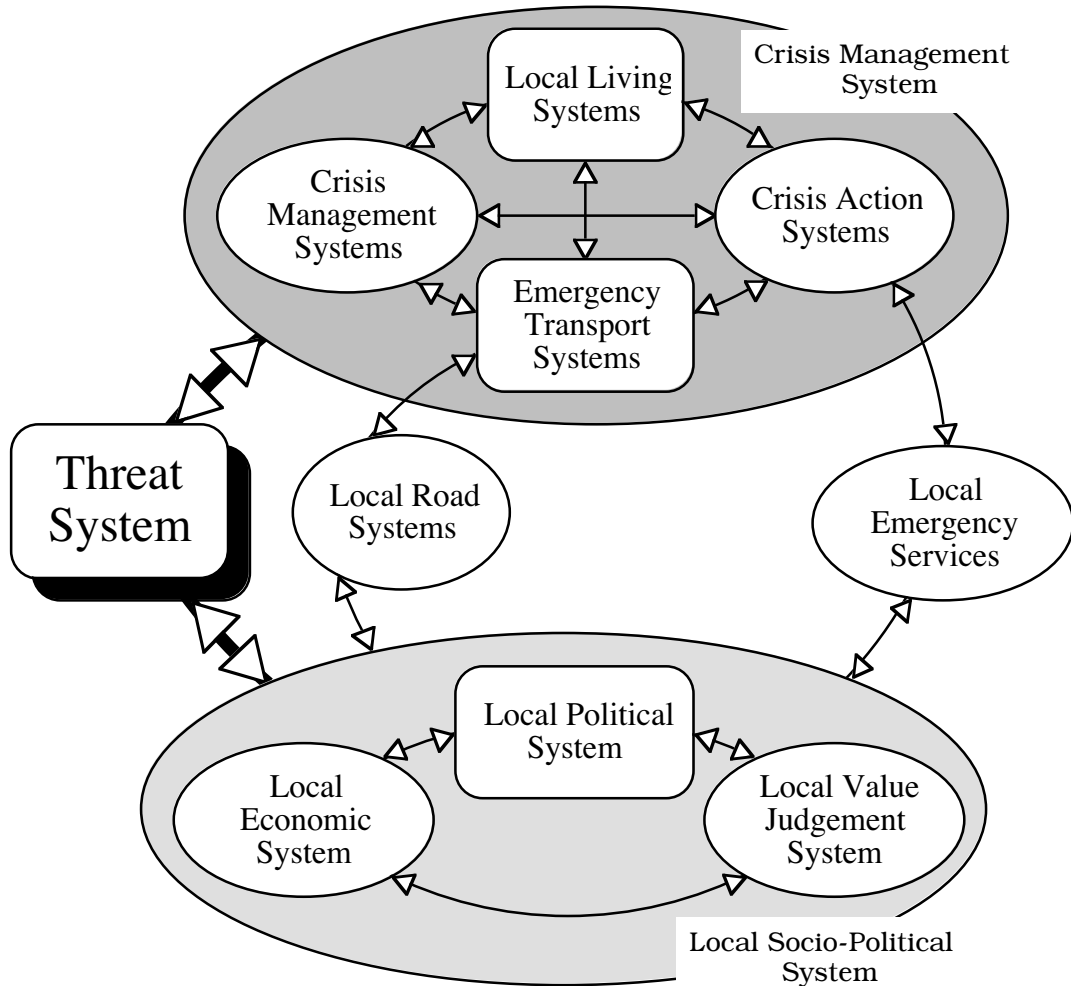 Crisis Management
System
Local Living
Systems
Crisis
Management
Systems
Crisis Action
Systems
Emergency
Transport
Systems
Threat
System
Local Road
Systems
Local
Emergency
Services
Local Political
System
Local
Economic
System
Local Value
Judgement
System
Local Socio-Political
System